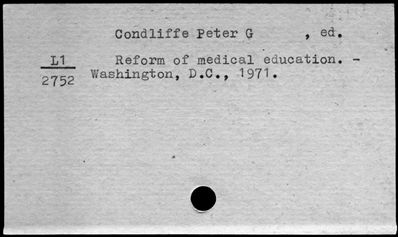 Condliffe Peter G , ed.
L1 Reform of medical education. -
2752 Washington, D.C., 1971.